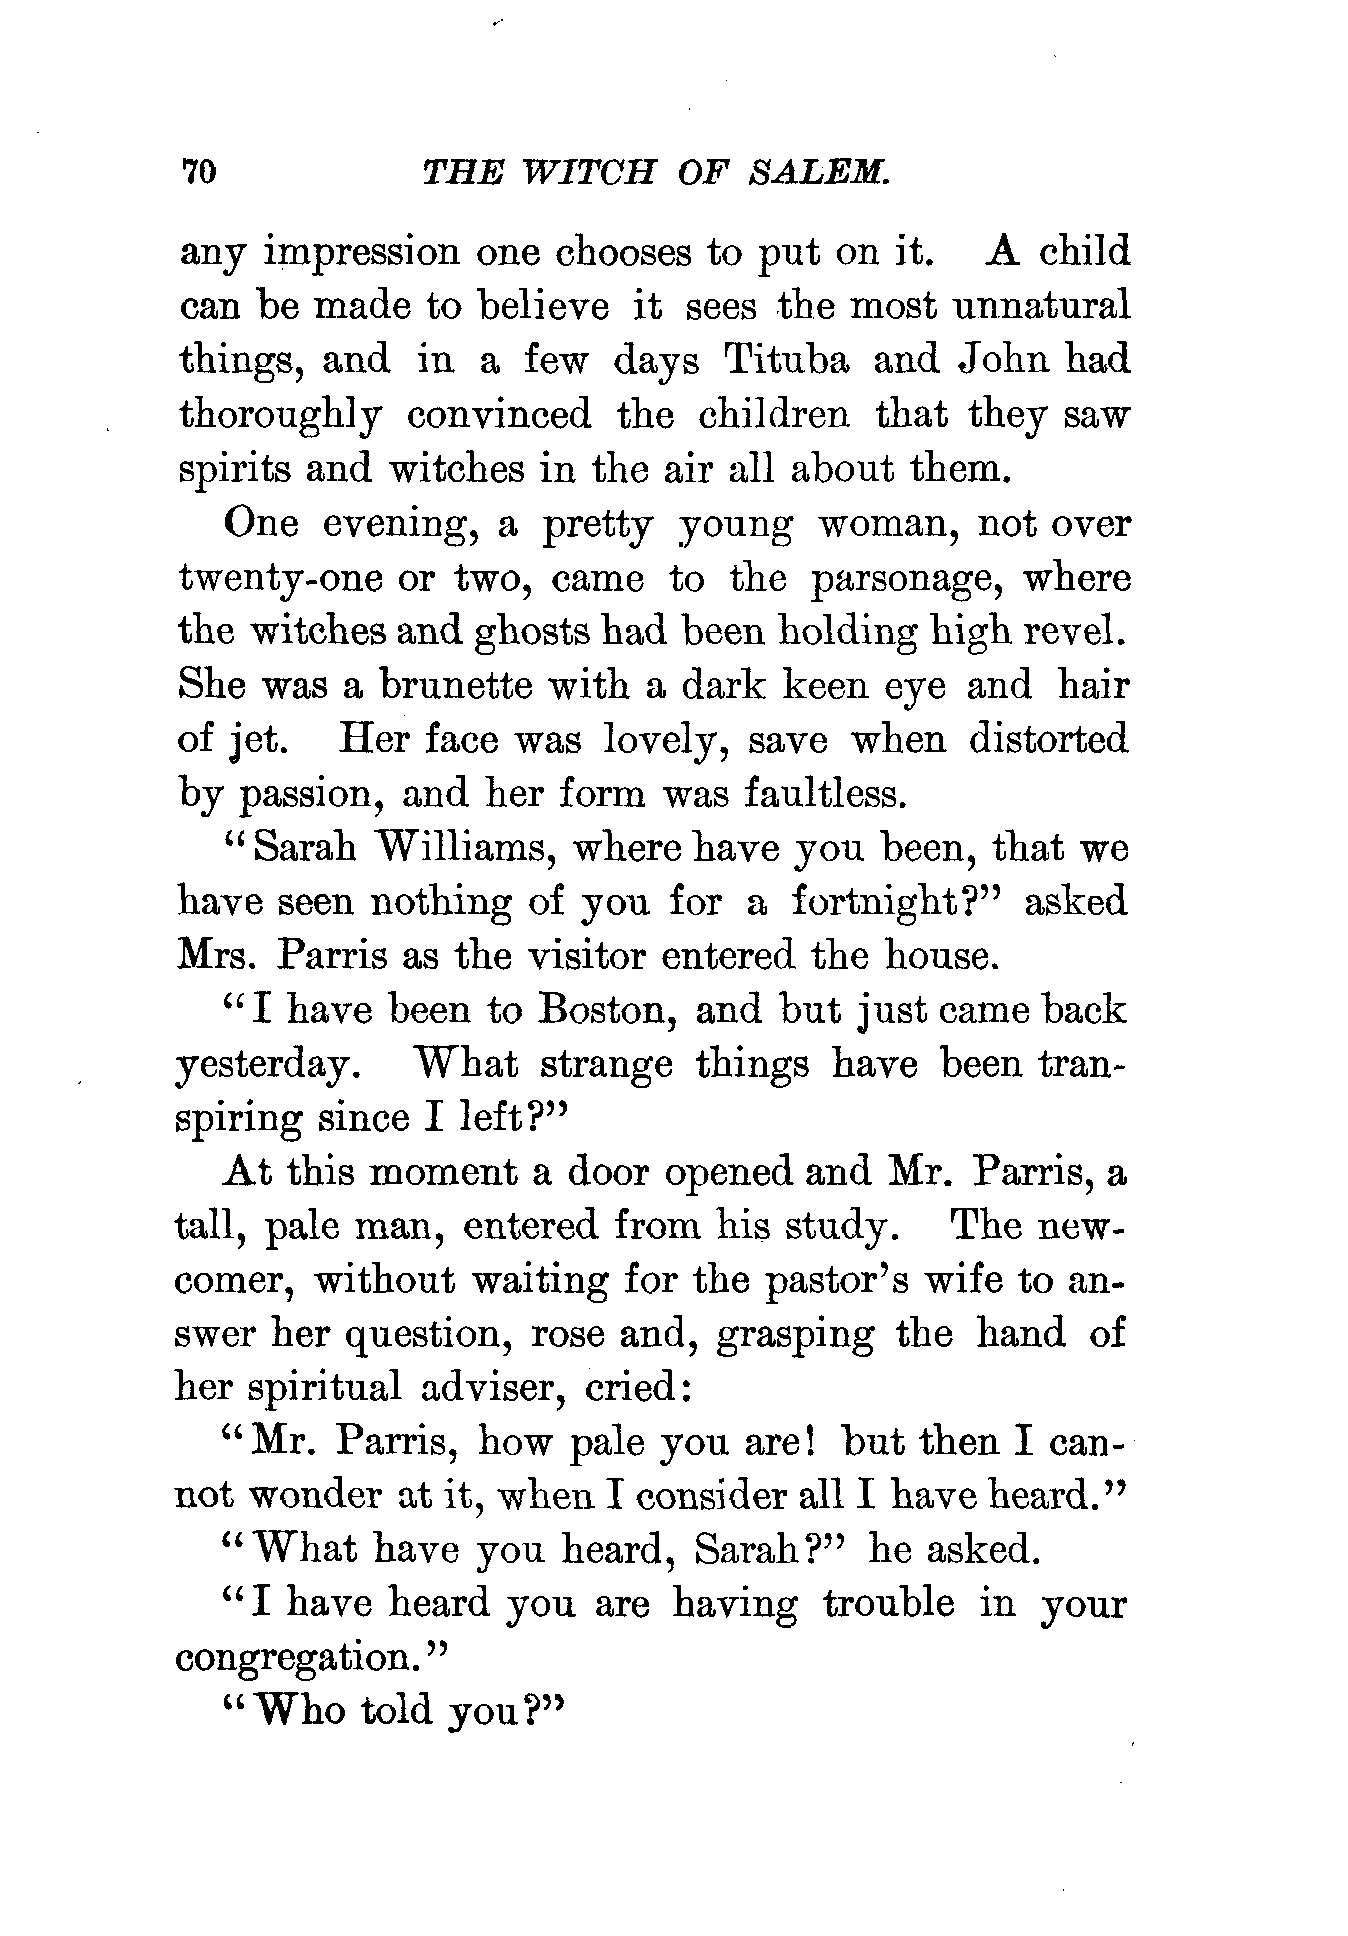 70 THE WITCH OF SALEM.
any impression one chooses to put on it. A child
can be made to believe it sees the most unnatural
things, and in a few days Tituba and John had
thoroughly convinced the children that they saw
spirits and witches in the air all about them.
One evening, a pretty young woman, not over
twenty-one or two, came to the parsonage, where
the witches and ghosts had been holding high revel.
She was a brunette with a dark keen eye and hair
of jet. Her face was lovely, save when distorted
by passion, and her form was faultless.
“Sarah Williams, where have you been, that we
have seen nothing of you for a fortnight?” asked
Mrs. Parris as the visitor entered the house.
“I have been to Boston, and but just came back
yesterday. What strange things have been tran-
spiring since I left?”
At this moment a door opened and Mr. Parris, a
tall, pale man, entered from his study. The new-
comer, without waiting for the pastor’s wife to an-
swer her question, rose and, grasping the hand of
her spiritual adviser, cried:
“Mr. Parris, how pale you are! but then I can-
not wonder at it, when I consider all I have heard.”
“What have you heard, Sarah?” he asked.
“I have heard you are having trouble in your
congregation.”
“Who told you?”